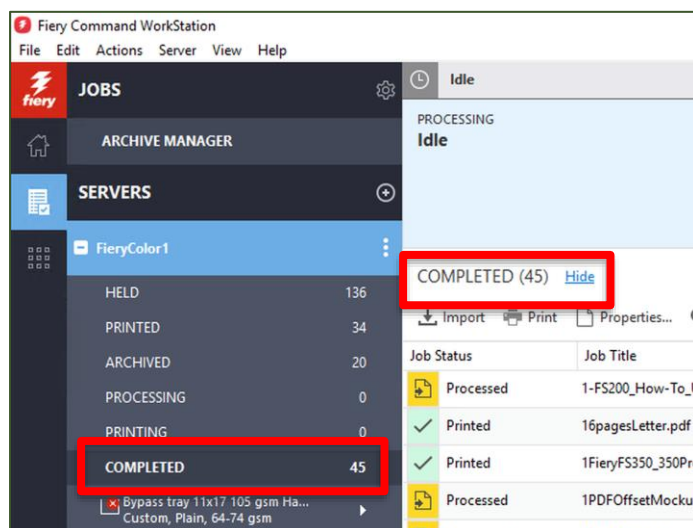 Fiery Command WorkStation
File Edit Actions Server View Help
fiery
JOBS
ARCHIVE MANAGER
SERVERS
FieryColor1
HELD 136
PRINTED 34
ARCHIVED 20
PROCESSING 0
PRINTING 0
COMPLETED 45
Bypass tray 11x17 105 gsm Ha...
Custom, Plain, 64-74 gsm
Idle
PROCESSING
Idle
COMPLETED (45) Hide
Import Print Properties...
Job Status Job Title
Processed 1-FS200_How-To_
Printed 16pagesLetter.pdf
Printed 1FieryFS350_350Pr
Processed 1PDFOffsetMocku